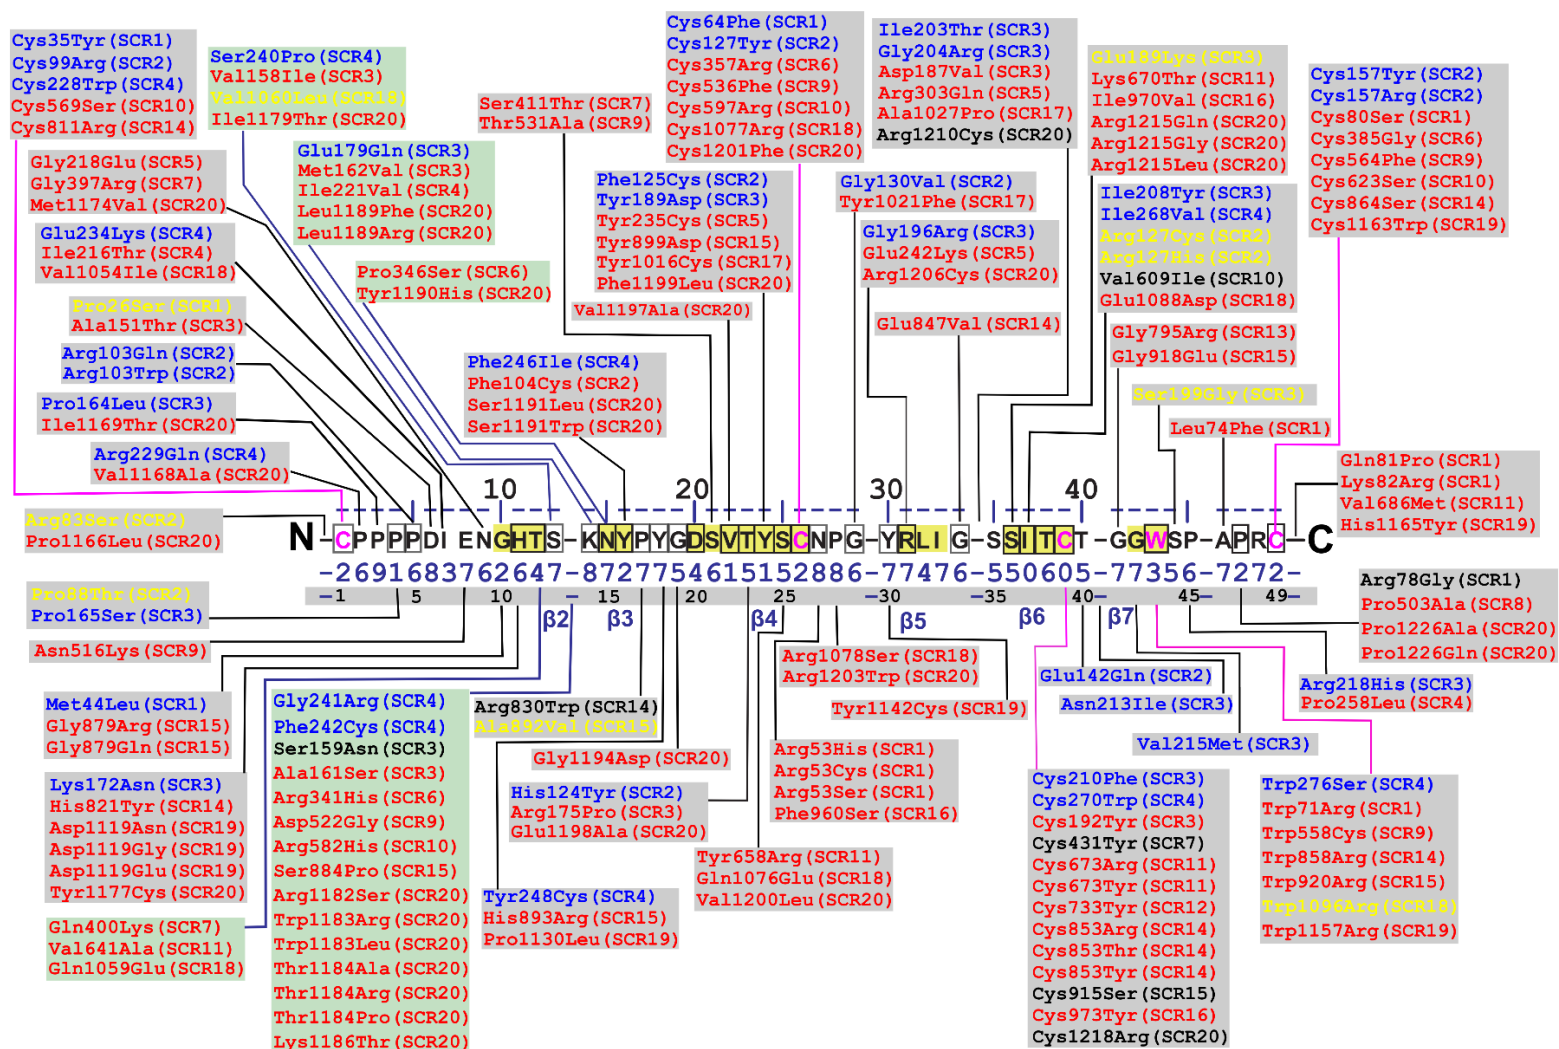 Cys35Tyr(SCR1)
Cys99Arg(SCR2)
Cys228Trp(SCR4)
Cys569Ser(SCR10)
Cys811Arg(SCR14)
Ser240Pro(SCR4)
Val158Ile(SCR3)
Val1060Leu(SCR18)
Ile1179Thr(SCR20)
Glu179Gln(SCR3)
Met162Val(SCR3)
Ile221Val(SCR4)
Leu1189Phe(SCR20)
Leu1189Arg(SCR20)
Pro346Ser(SCR6)
Tyr1190His(SCR20)
Ser411Thr(SCR7)
Thr531Ala(SCR9)
Cys64Phe(SCR1)
Cys127Tyr(SCR2)
Cys357Arg(SCR6)
Cys536Phe(SCR9)
Cys597Arg(SCR10)
Cys1077Arg(SCR18)
Cys1201Phe(SCR20)
Phe125Cys(SCR2)
Tyr189Asp(SCR3)
Tyr235Cys(SCR5)
Tyr899Asp(SCR15)
Tyr1016Cys(SCR17)
Phe1199Leu(SCR20)
Val1197Ala(SCR20)
Ile203Thr(SCR3)
Gly204Arg(SCR3)
Asp187Val(SCR3)
Arg303Gln(SCR5)
Ala1027Pro(SCR17)
Arg1210Cys(SCR20)
Gly130Val(SCR2)
Tyr1021Phe(SCR17)
Gly196Arg(SCR3)
Glu242Lys(SCR5)
Arg1206Cys(SCR20)
Glu847Val(SCR14)
Glu189Lys(SCR3)
Lys670Thr(SCR11)
Ile970Val(SCR16)
Arg1215Gln(SCR20)
Arg1215Gly(SCR20)
Arg1215Leu(SCR20)
Ile208Tyr(SCR3)
Ile268Val(SCR4)
Arg127Cys(SCR2)
Arg127His(SCR2)
Val609Ile(SCR10)
Glu1088Asp(SCR18)
Gly795Arg(SCR13)
Gly918Glu(SCR15)
Ser199Gly(SCR3)
Leu74Phe(SCR1)
Cys157Tyr(SCR2)
Cys157Arg(SCR2)
Cys80Ser(SCR1)
Cys385Gly(SCR6)
Cys564Phe(SCR9)
Cys623Ser(SCR10)
Cys864Ser(SCR14)
Cys1163Trp(SCR19)
Gln81Pro(SCR1)
Lys82Arg(SCR1)
Val686Met(SCR11)
His1165Tyr(SCR19)
Gly218Glu(SCR5)
Gly397Arg(SCR7)
Met1174Val(SCR20)
Glu234Lys(SCR4)
Ile216Thr(SCR4)
Val1054Ile(SCR18)
Pro26Ser(SCR1)
Ala151Thr(SCR3)
Arg103Gln(SCR2)
Arg103Trp(SCR2)
Pro164Leu(SCR3)
Ile1169Thr(SCR20)
Arg229Gln(SCR4)
Val1168Ala(SCR20)
Phe246Ile(SCR4)
Phe104Cys(SCR2)
Ser1191Leu(SCR20)
Ser1191Trp(SCR20)
Arg83Ser(SCR2)
Pro1166Leu(SCR20)
10 20 30 40
N-CPPPPDIENGHTS-KNYPYGDSVTYSCNPG-YRLIG-SSITCT-GGWSP-APRC-C
-2691683762647-872775461515288 6-77476-550605-777356-7272-
-1 5 10 15 20 25 -30 -35 40- 45- 49-
β2 β3 β4 β5 β6 β7
Pro88Thr(SCR2)
Pro165Ser(SCR3)
Asn516Lys(SCR9)
Met44Leu(SCR1)
Gly879Arg(SCR15)
Gly879Gln(SCR15)
Lys172Asn(SCR3)
His821Tyr(SCR14)
Asp1119Asn(SCR19)
Asp1119Gly(SCR19)
Asp1119Glu(SCR19)
Tyr1177Cys(SCR20)
Gln400Lys(SCR7)
Val641Ala(SCR11)
Gln1059Glu(SCR18)
Gly241Arg(SCR4)
Phe242Cys(SCR4)
Ser159Asn(SCR3)
Ala161Ser(SCR3)
Arg341His(SCR6)
Asp522Gly(SCR9)
Arg582His(SCR10)
Ser884Pro(SCR15)
Arg1182Ser(SCR20)
Trp1183Arg(SCR20)
Trp1183Leu(SCR20)
Thr1184Ala(SCR20)
Thr1184Arg(SCR20)
Thr1184Pro(SCR20)
Lys1186Thr(SCR20)
Arg830Trp(SCR14)
Ala892Val(SCR15)
Gly1194Asp(SCR20)
Tyr248Cys(SCR4)
His893Arg(SCR15)
Pro1130Leu(SCR19)
His124Tyr(SCR2)
Arg175Pro(SCR3)
Glu1198Ala(SCR20)
Tyr658Arg(SCR11)
Gln1076Glu(SCR18)
Val1200Leu(SCR20)
Arg1078Ser(SCR18)
Arg1203Trp(SCR20)
Arg53His(SCR1)
Arg53Cys(SCR1)
Arg53Ser(SCR1)
Phe960Ser(SCR16)
Tyr1142Cys(SCR19)
Glu142Gln(SCR2)
Asn213Ile(SCR3)
Val215Met(SCR3)
Cys210Phe(SCR3)
Cys270Trp(SCR4)
Cys192Tyr(SCR3)
Cys431Tyr(SCR7)
Cys673Arg(SCR11)
Cys673Tyr(SCR11)
Cys733Tyr(SCR12)
Cys853Arg(SCR14)
Cys853Thr(SCR14)
Cys853Tyr(SCR14)
Cys915Ser(SCR15)
Cys973Tyr(SCR16)
Cys1218Arg(SCR20)
Trp276Ser(SCR4)
Trp71Arg(SCR1)
Trp558Cys(SCR9)
Trp858Arg(SCR14)
Trp920Arg(SCR15)
Trp1096Arg(SCR18)
Trp1157Arg(SCR19)
Arg218His(SCR3)
Pro258Leu(SCR4)
Arg78Gly(SCR1)
Pro503Ala(SCR8)
Pro1226Ala(SCR20)
Pro1226Gln(SCR20)